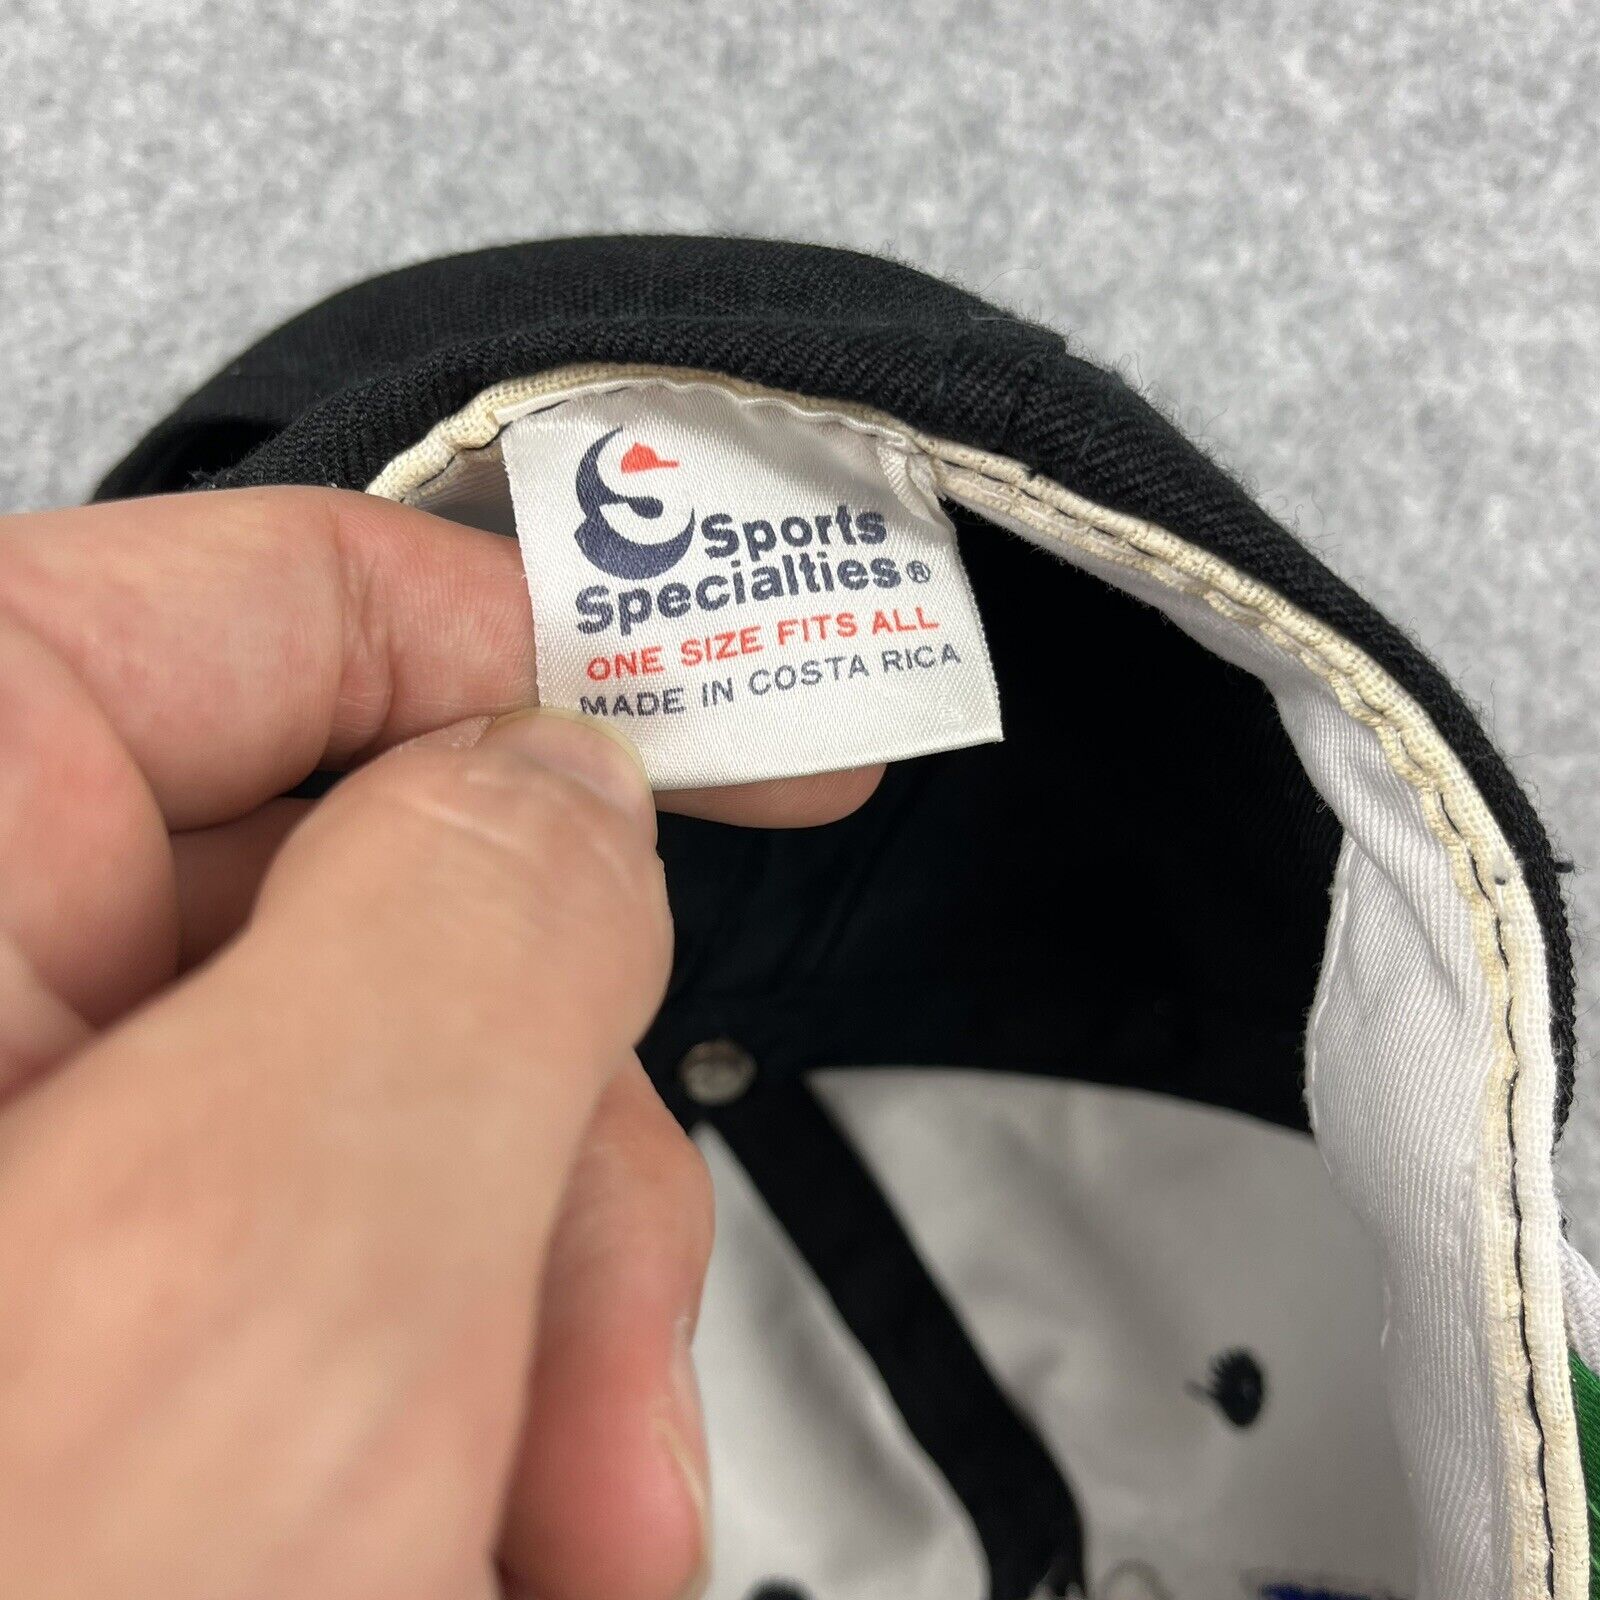 Sports
Specialties®
ONE SIZE FITS ALL
MADE IN COSTA RICA